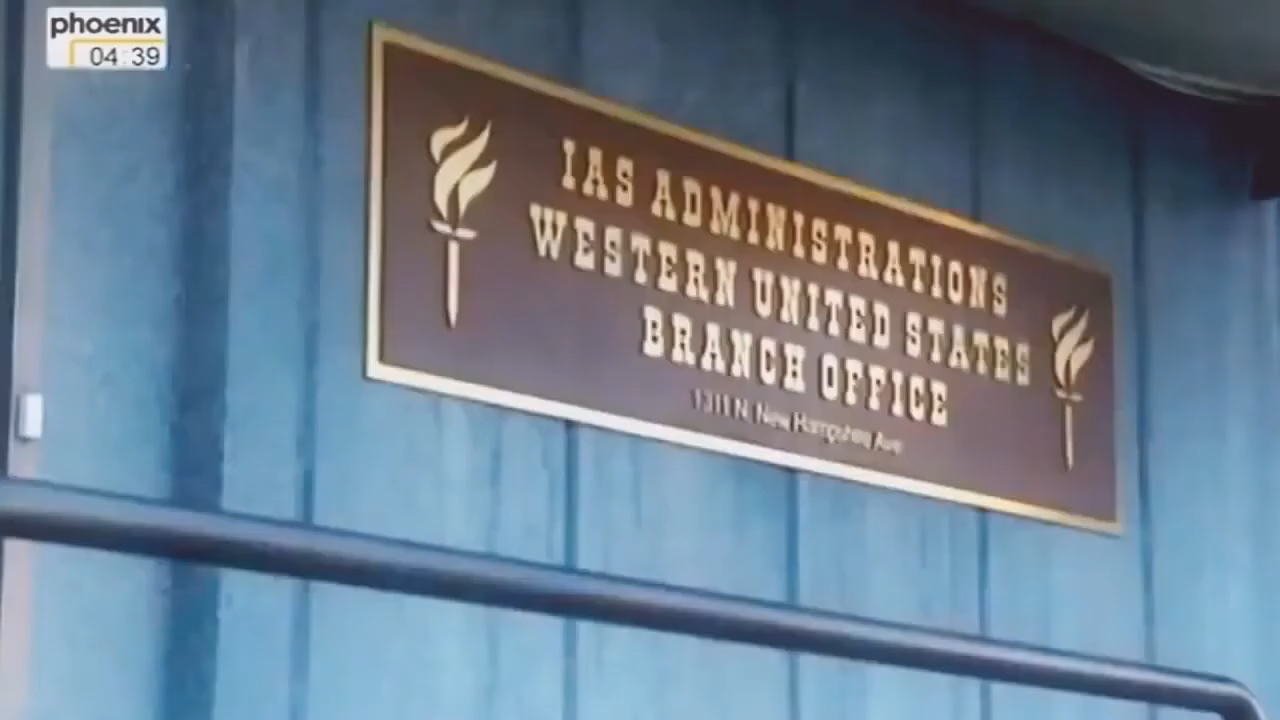 phoenix
04:39
IAS ADMINISTRATIONS
WESTERN UNITED STATES
BRANCH OFFICE
1311 N. New Hampshire Ave